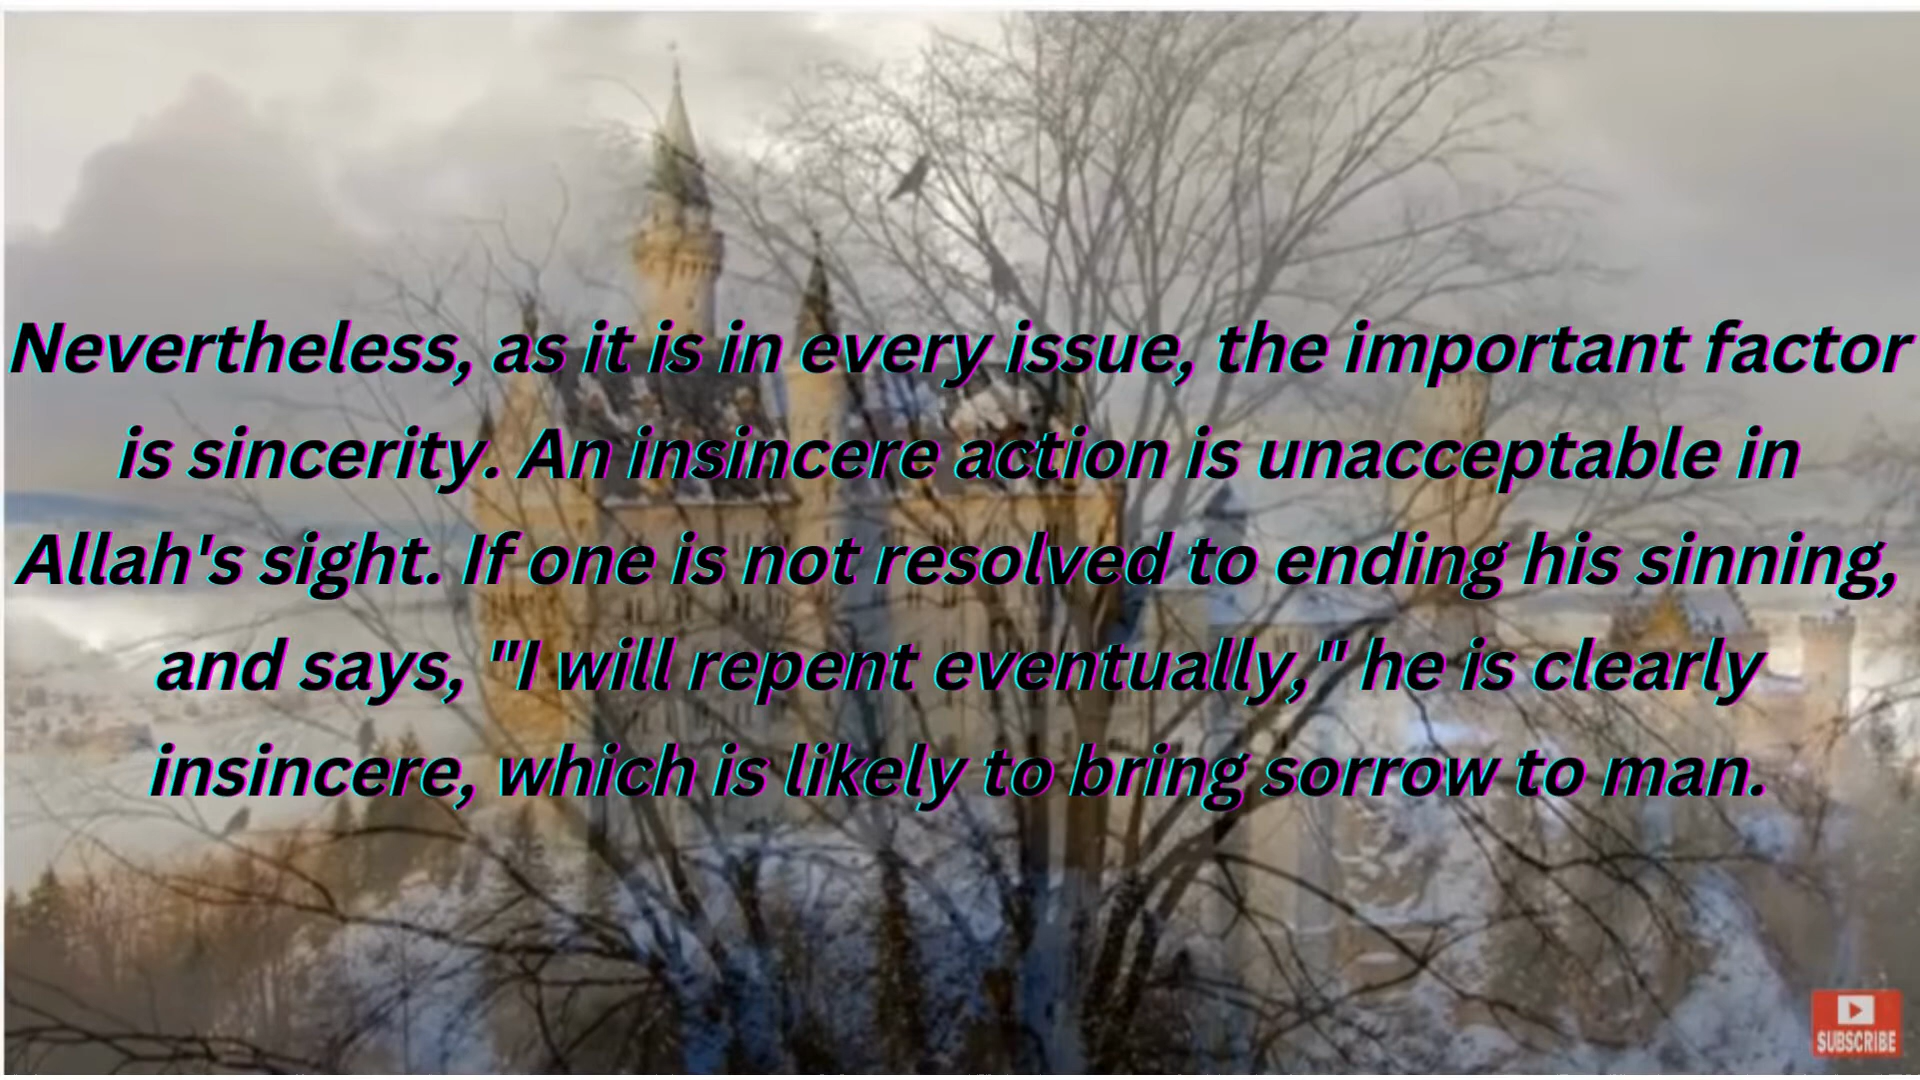 Nevertheless, as it is in every issue, the important factor
is sincerity. An insincere action is unacceptable in
Allah's sight. If one is not resolved to ending his sinning,
and says, "I will repent eventually," he is clearly
insincere, which is likely to bring sorrow to man.
SUBSCRIBE